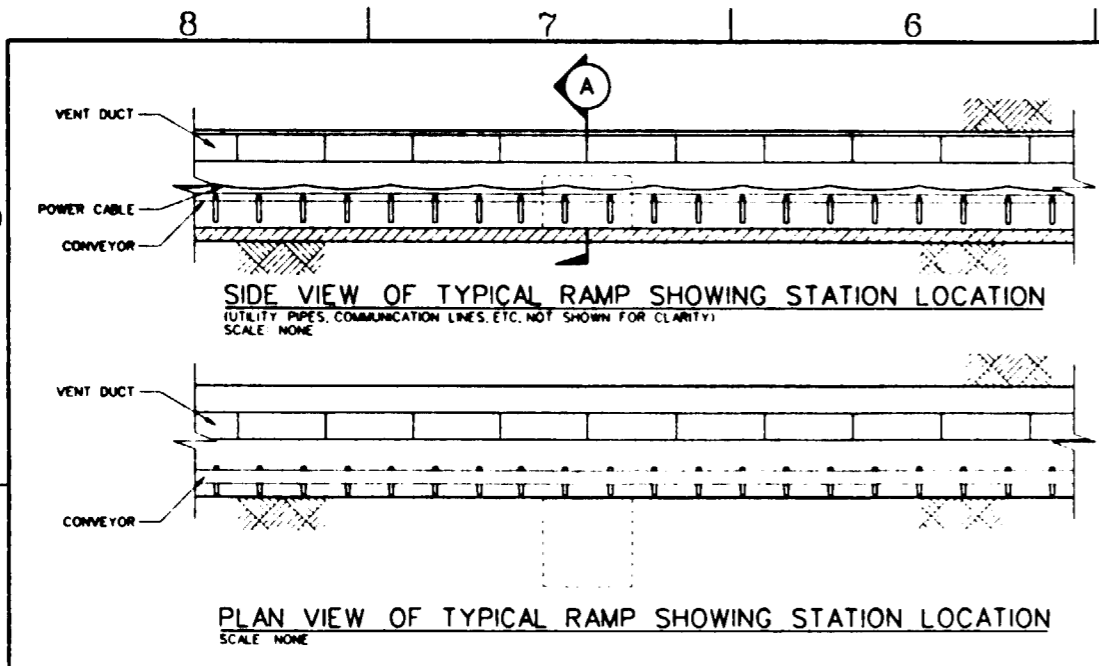 8 7 6
A
VENT DUCT
POWER CABLE
CONVEYOR
SIDE VIEW OF TYPICAL RAMP SHOWING STATION LOCATION
(UTILITY PIPES, COMMUNICATION LINES, ETC. NOT SHOWN FOR CLARITY)
SCALE: NONE
VENT DUCT
CONVEYOR
PLAN VIEW OF TYPICAL RAMP SHOWING STATION LOCATION
SCALE NONE